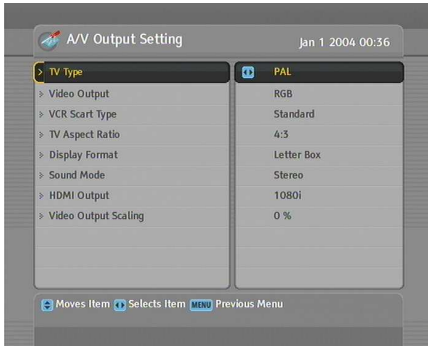 A/V Output Setting Jan 1 2004 00:36
TV Type PAL
Video Output RGB
VCR Scart Type Standard
TV Aspect Ratio 4:3
Display Format Letter Box
Sound Mode Stereo
HDMI Output 1080i
Video Output Scaling 0 %
Moves Item Selects Item MENU Previous Menu